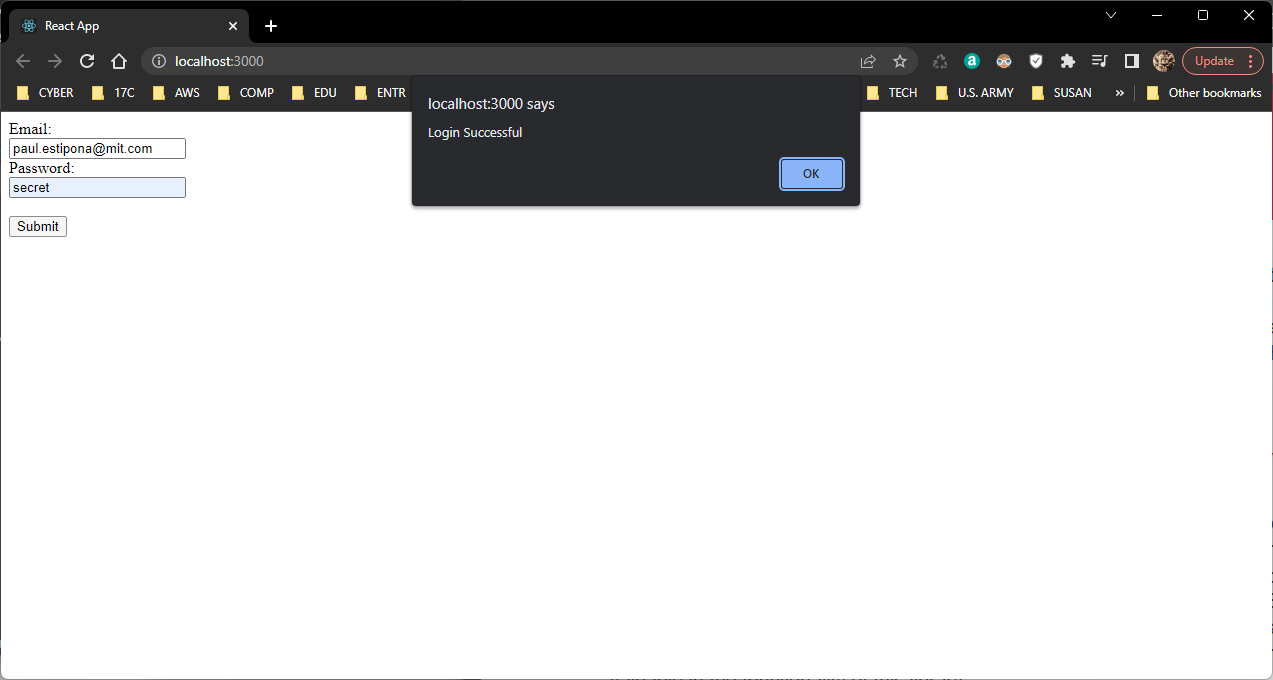 React App
localhost:3000
Update
CYBER 17C AWS COMP EDU ENTR TECH U.S. ARMY SUSAN » Other bookmarks
localhost:3000 says
Login Successful
OK
Email:
paul.estipona@mit.com
Password:
secret
Submit